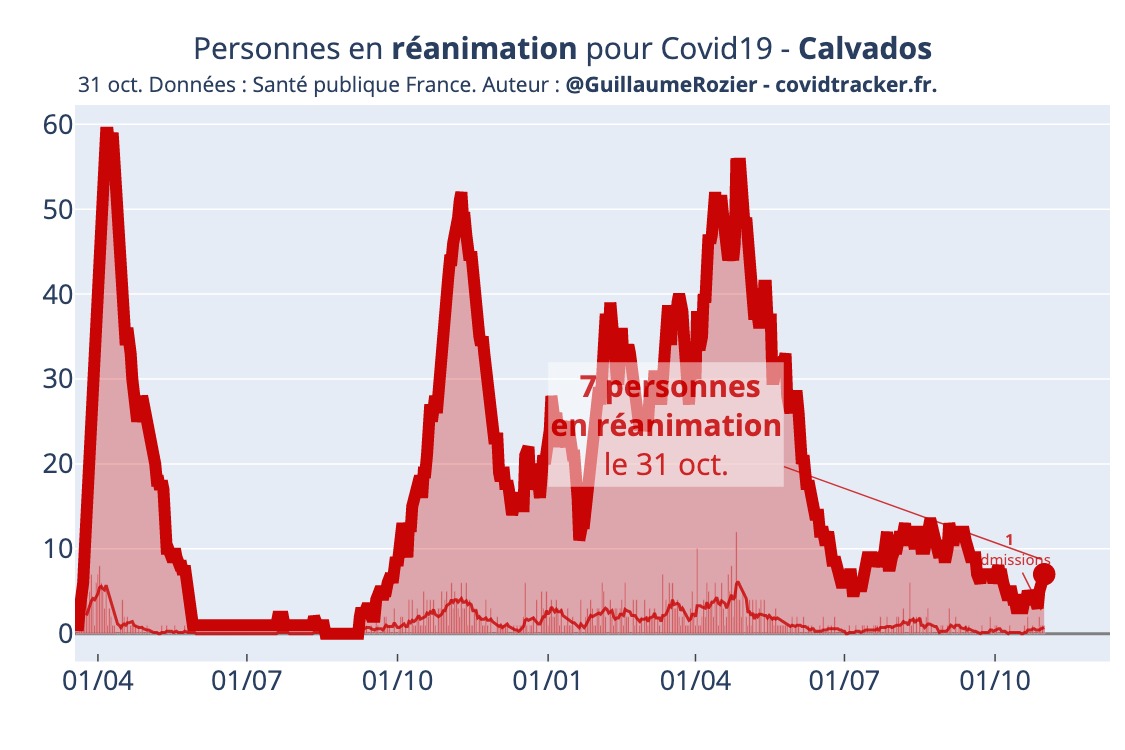 Personnes en réanimation pour Covid19 - Calvados
31 oct. Données : Santé publique France. Auteur : @GuillaumeRozier - covidtracker.fr.
60
50
40
30
20
10
0
7 personnes
en réanimation
le 31 oct.
1
dmissions
01/04
01/07
01/10
01/01
01/04
01/07
01/10